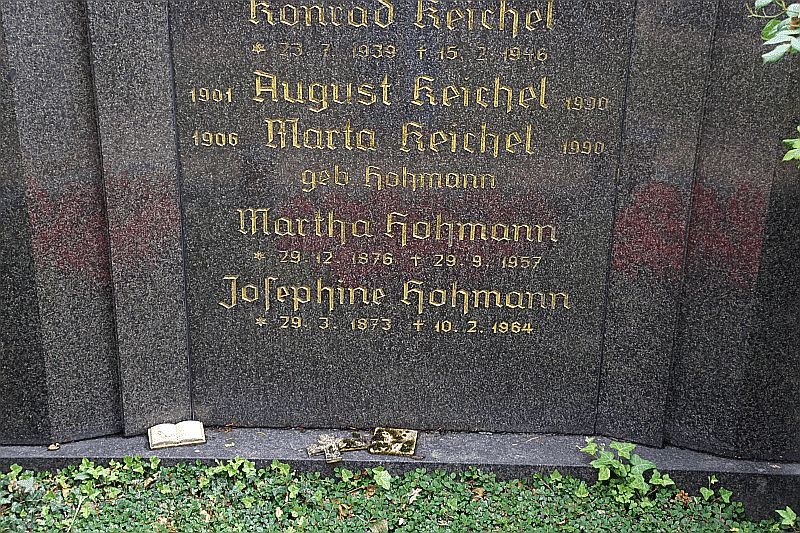 Konrad Reichel
* 23. 7. 1939 + 15. 2. 1946
1901 August Reichel 1990
1906 Marta Reichel 1990
geb. Hohmann
Martha Hohmann
* 29. 12. 1876 + 29. 9. 1957
Josephine Hohmann
* 29. 3. 1873 + 10. 2. 1964